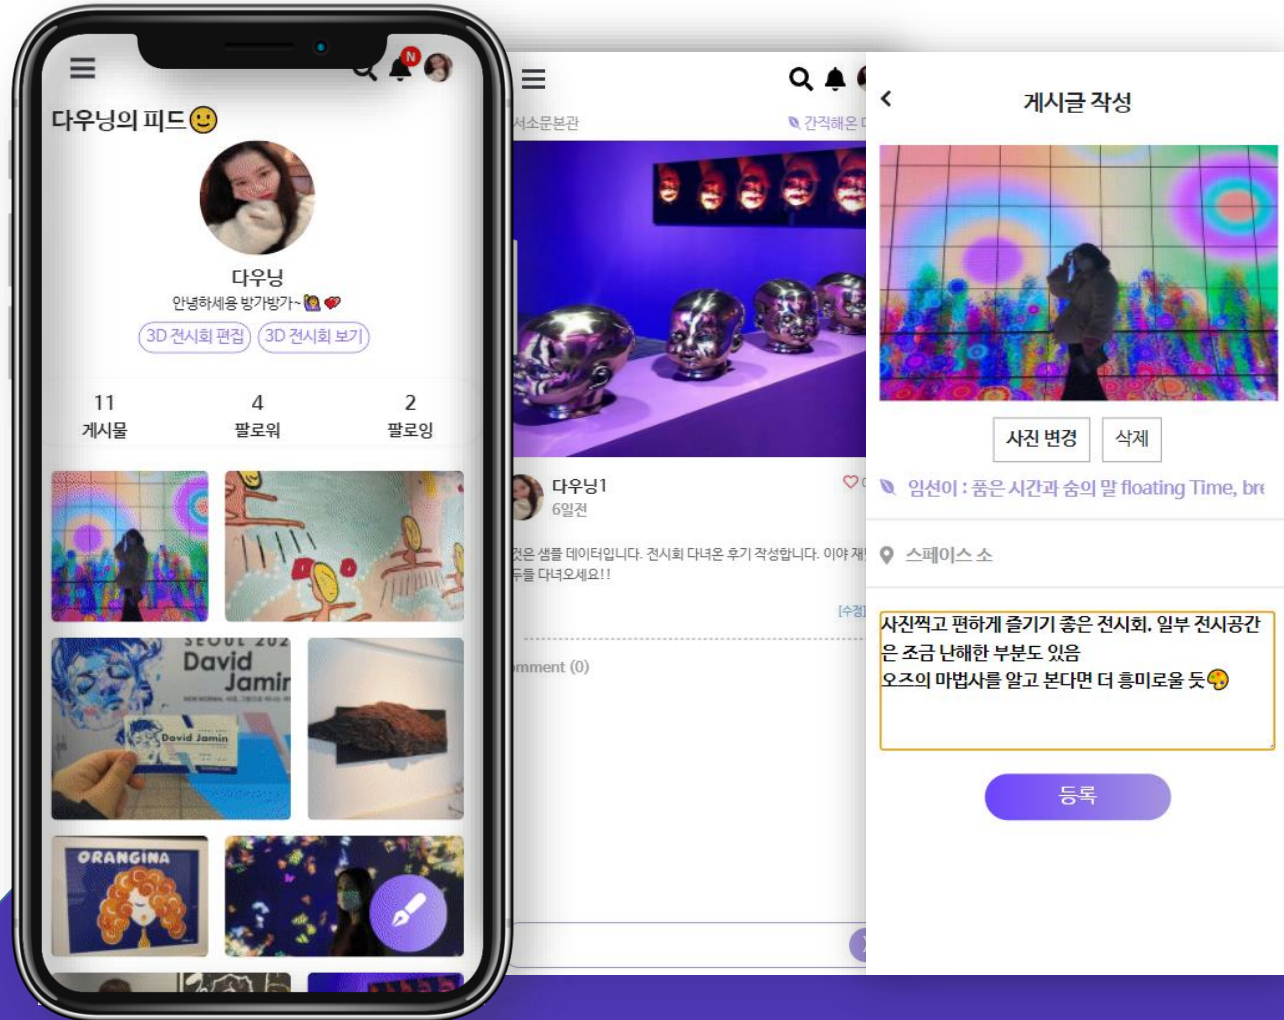 N
다우닝의 피드🙂
다우닝
안녕하세용 방가방가~🙋‍♀️💝
3D 전시회 편집
3D 전시회 보기
11
4
2
게시물
팔로워
팔로잉
SEOUL 202
David
Jamin
David Jamin
ORANGINA
서소문본관
간직해온
다우닝1
6일전
것은 샘플 데이터입니다. 전시회 다녀온 후기 작성합니다. 이야
두들 다녀오세요!!
[수정]
omment (0)
게시글 작성
사진 변경
삭제
임선이 : 품은 시간과 숨의 말 floating Time, bre
스페이스 소
사진찍고 편하게 즐기기 좋은 전시회. 일부 전시공간
은 조금 난해한 부분도 있음
오즈의 마법사를 알고 본다면 더 흥미로울 듯🎨
등록